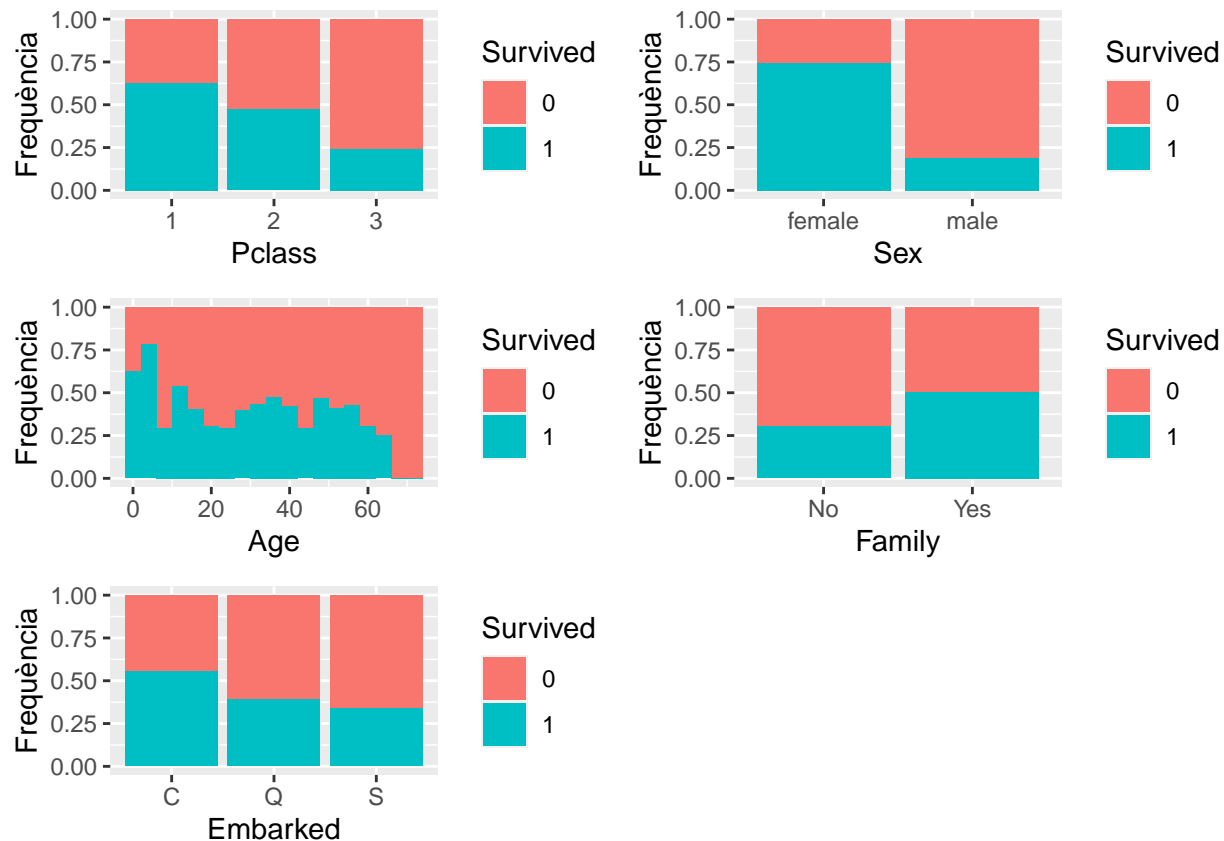 1.00
0.75
0.50
0.25
0.00
Frequència
1 2 3
Pclass
Survived
0
1
1.00
0.75
0.50
0.25
0.00
Frequència
female male
Sex
Survived
0
1
1.00
0.75
0.50
0.25
0.00
Frequència
0 20 40 60
Age
Survived
0
1
1.00
0.75
0.50
0.25
0.00
Frequència
No Yes
Family
Survived
0
1
1.00
0.75
0.50
0.25
0.00
Frequència
C Q S
Embarked
Survived
0
1